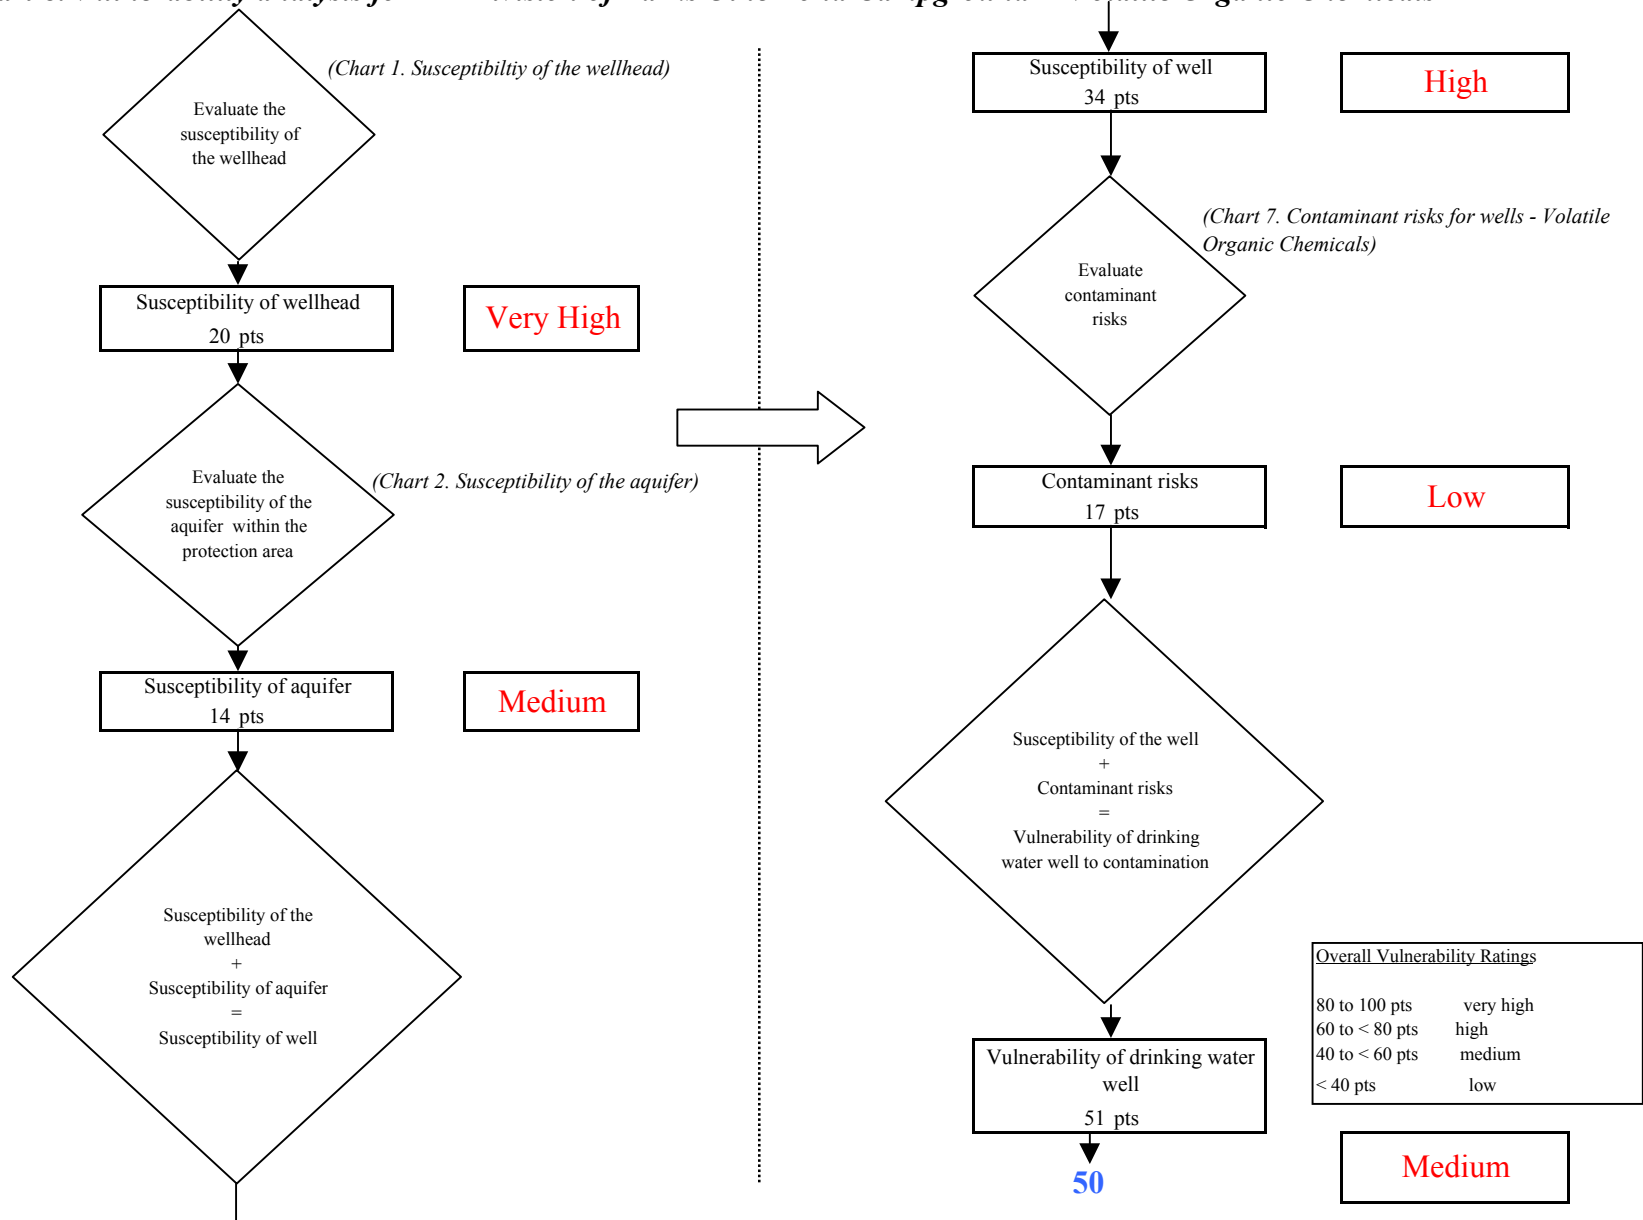 (Chart 1. Susceptibiltiy of the wellhead)
Evaluate the
susceptibility of
the wellhead
Susceptibility of wellhead
20 pts
Very High
(Chart 2. Susceptibility of the aquifer)
Evaluate the
susceptibility of the
aquifer within the
protection area
Susceptibility of aquifer
14 pts
Medium
Susceptibility of the
wellhead
+
Susceptibility of aquifer
=
Susceptibility of well
Susceptibility of well
34 pts
High
(Chart 7. Contaminant risks for wells - Volatile
Organic Chemicals)
Evaluate
contaminant
risks
Contaminant risks
17 pts
Low
Susceptibility of the well
+
Contaminant risks
=
Vulnerability of drinking
water well to contamination
Overall Vulnerability Ratings
80 to 100 pts very high
60 to < 80 pts high
40 to < 60 pts medium
< 40 pts low
Vulnerability of drinking water
well
51 pts
50
Medium